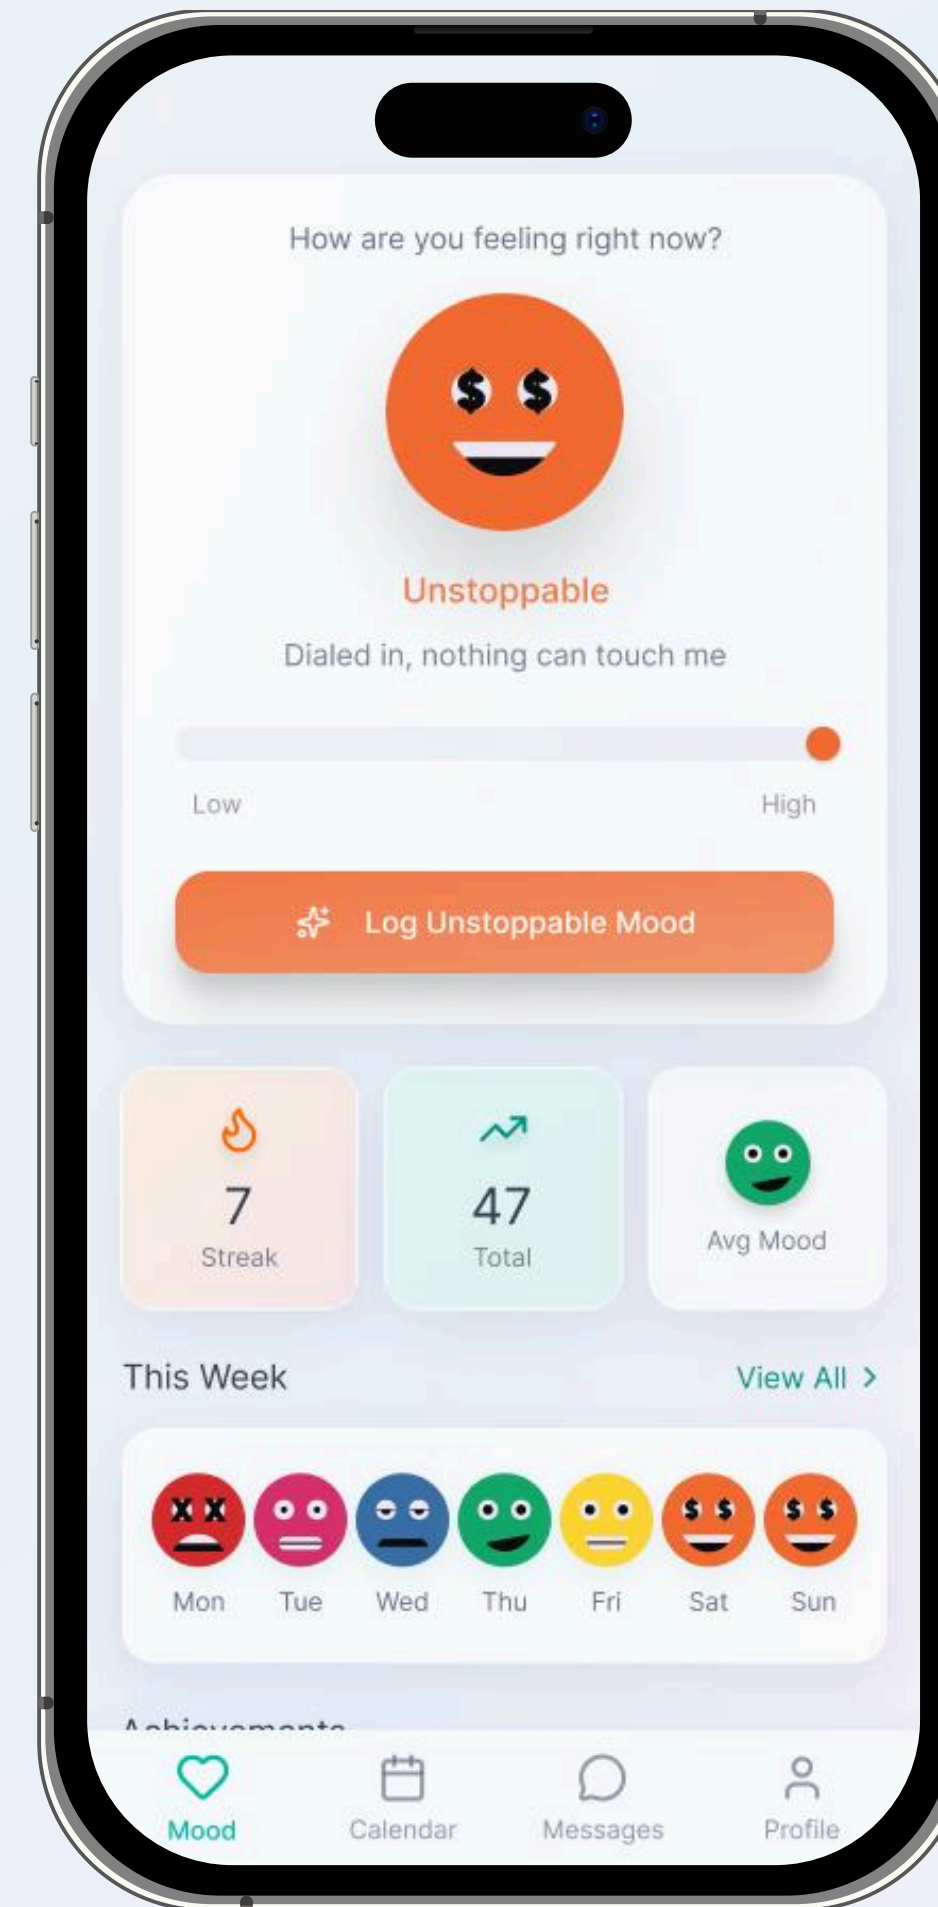 How are you feeling right now?
$ $
Unstoppable
Dialed in, nothing can touch me
Low High
Log Unstoppable Mood
7 47
Streak Total Avg Mood
This Week View All
X X $ $ $ $
Mon Tue Wed Thu Fri Sat Sun
Achievements
Mood Calendar Messages Profile